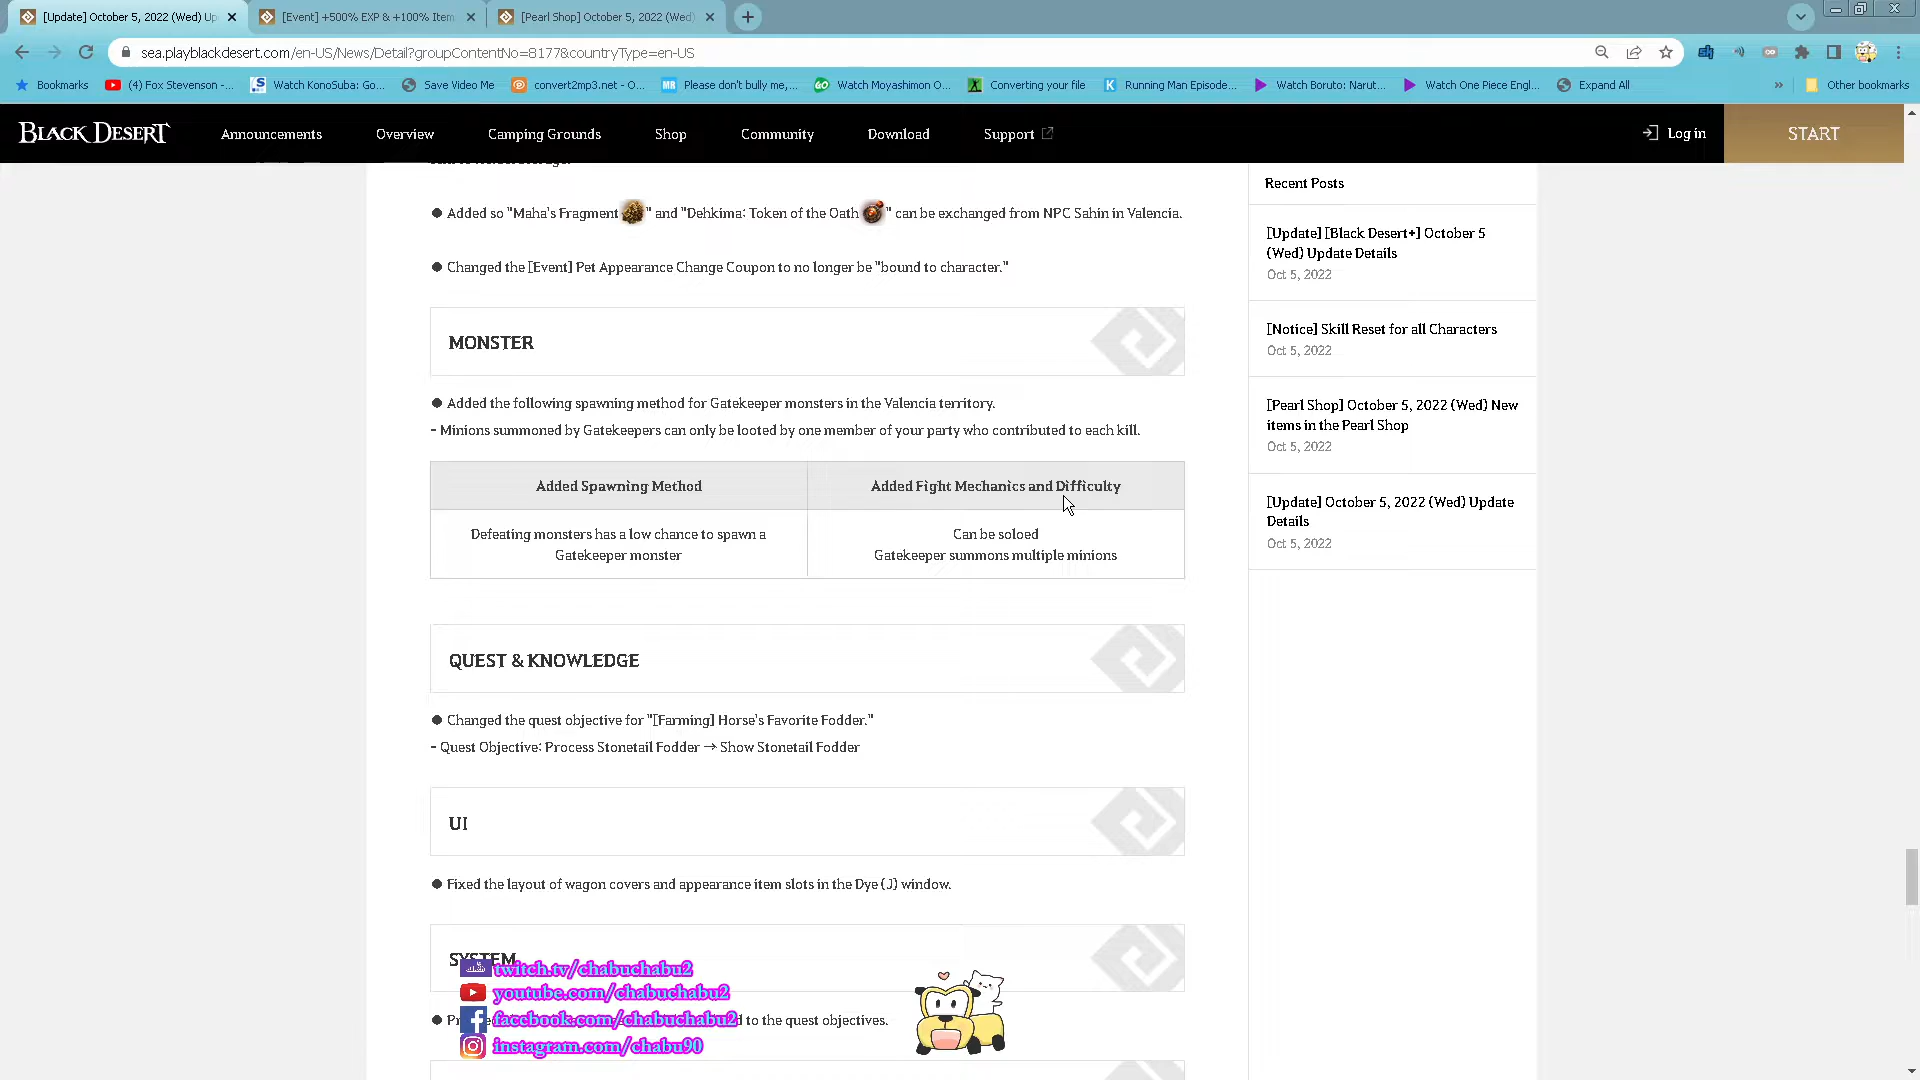 [Update] October 5, 2022 (Wed) Up
[Event] +500% EXP & +100% Item
[Pearl Shop] October 5, 2022 (Wed)
sea.playblackdesert.com/en-US/News/Detail?groupContentNo=8177&countryType=en-US
Bookmarks
(4) Fox Stevenson -...
Watch KonoSuba: Go...
Save Video Me
convert2mp3.net - O...
Please don't bully me,...
Watch Moyashimon O...
Converting your file
Running Man Episode...
Watch Boruto: Narut...
Watch One Piece Engl...
Expand All
»
Other bookmarks
BLACK DESERT
Announcements
Overview
Camping Grounds
Shop
Community
Download
Support
Log in
START
● Added so "Maha's Fragment " and "Dehkima: Token of the Oath " can be exchanged from NPC Sahin in Valencia.
● Changed the [Event] Pet Appearance Change Coupon to no longer be "bound to character."
MONSTER
● Added the following spawning method for Gatekeeper monsters in the Valencia territory.
- Minions summoned by Gatekeepers can only be looted by one member of your party who contributed to each kill.
Added Spawning Method
Added Fight Mechanics and Difficulty
Defeating monsters has a low chance to spawn a
Gatekeeper monster
Can be soloed
Gatekeeper summons multiple minions
QUEST & KNOWLEDGE
● Changed the quest objective for "[Farming] Horse's Favorite Fodder."
- Quest Objective: Process Stonetail Fodder → Show Stonetail Fodder
UI
● Fixed the layout of wagon covers and appearance item slots in the Dye (J) window.
SYSTEM
to the quest objectives.
twitch.tv/chabuchabu2
youtube.com/chabuchabu2
facebook.com/chabuchabu2
instagram.com/chabu90
Recent Posts
[Update] [Black Desert+] October 5
(Wed) Update Details
Oct 5, 2022
[Notice] Skill Reset for all Characters
Oct 5, 2022
[Pearl Shop] October 5, 2022 (Wed) New
items in the Pearl Shop
Oct 5, 2022
[Update] October 5, 2022 (Wed) Update
Details
Oct 5, 2022